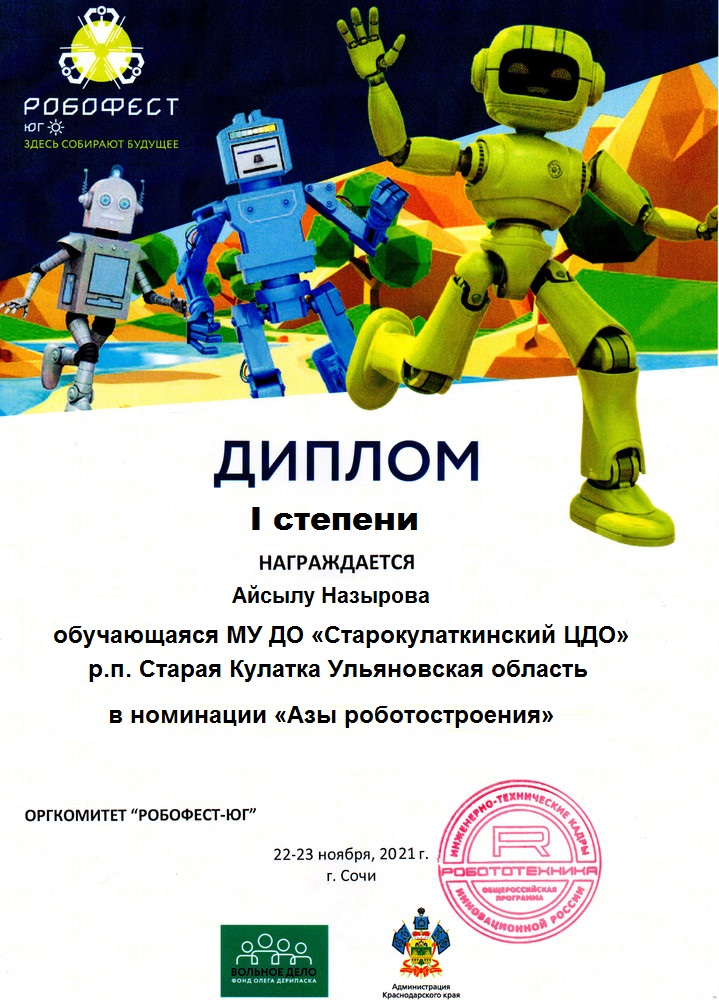 РОБОФЕСТ
ЮГ
ЗДЕСЬ СОБИРАЮТ БУДУЩЕЕ
ДИПЛОМ
I степени
НАГРАЖДАЕТСЯ
Айсылу Назырова
обучающаяся МУ ДО «Старокулаткинский ЦДО»
р.п. Старая Кулатка Ульяновская область
в номинации «Азы роботостроения»
ОРГКОМИТЕТ “РОБОФЕСТ-ЮГ”
22-23 ноября, 2021 г.
г. Сочи
ИНЖЕНЕРНО-ТЕХНИЧЕСКИЕ КАДРЫ
R
РОБОТОТЕХНИКА
ОБЩЕРОССИЙСКАЯ
ПРОГРАММА
ИННОВАЦИОННОЙ РОССИИ
ВОЛЬНОЕ ДЕЛО
ФОНД ОЛЕГА ДЕРИПАСКА
Администрация
Краснодарского края